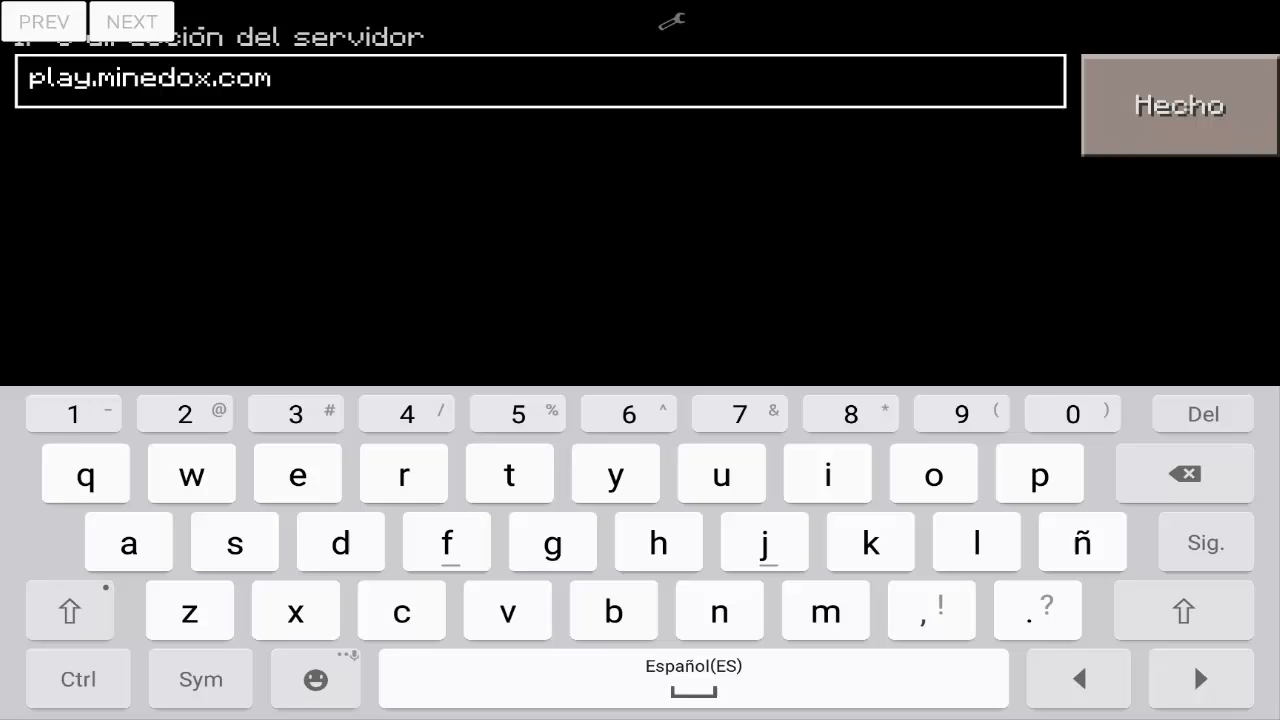 PREV NEXT
dirección del servidor
play.minedox.com
Hecho
1 - 2 @ 3 # 4 / 5 % 6 ^ 7 & 8 * 9 ( 0 ) Del
q w e r t y u i o p
a s d f g h j k l ñ Sig.
z x c v b n m , ! . ?
Ctrl Sym Español(ES)